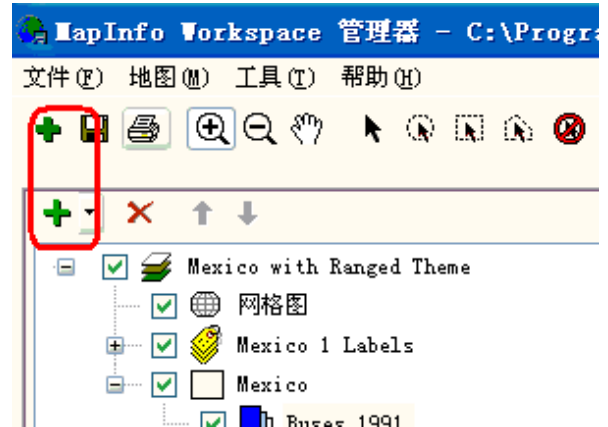 MapInfo Workspace 管理器 - C:\Progra
文件(F) 地图(M) 工具(T) 帮助(H)
Mexico with Ranged Theme
网格图
Mexico 1 Labels
Mexico
Buses 1991